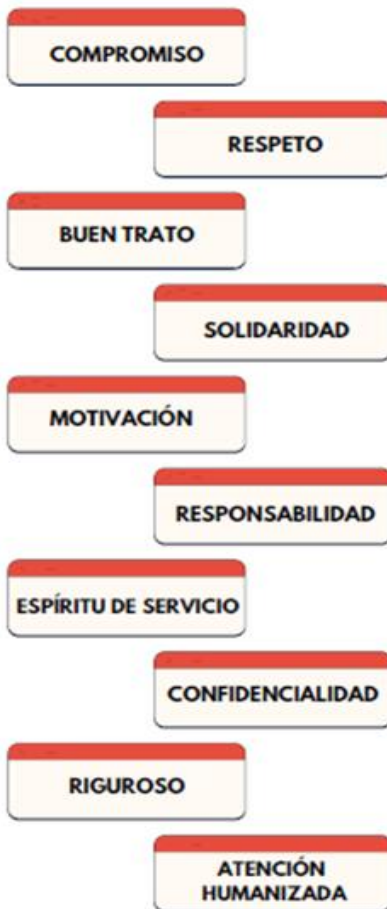 COMPROMISO
RESPETO
BUEN TRATO
SOLIDARIDAD
MOTIVACIÓN
RESPONSABILIDAD
ESPÍRITU DE SERVICIO
CONFIDENCIALIDAD
RIGUROSO
ATENCIÓN
HUMANIZADA